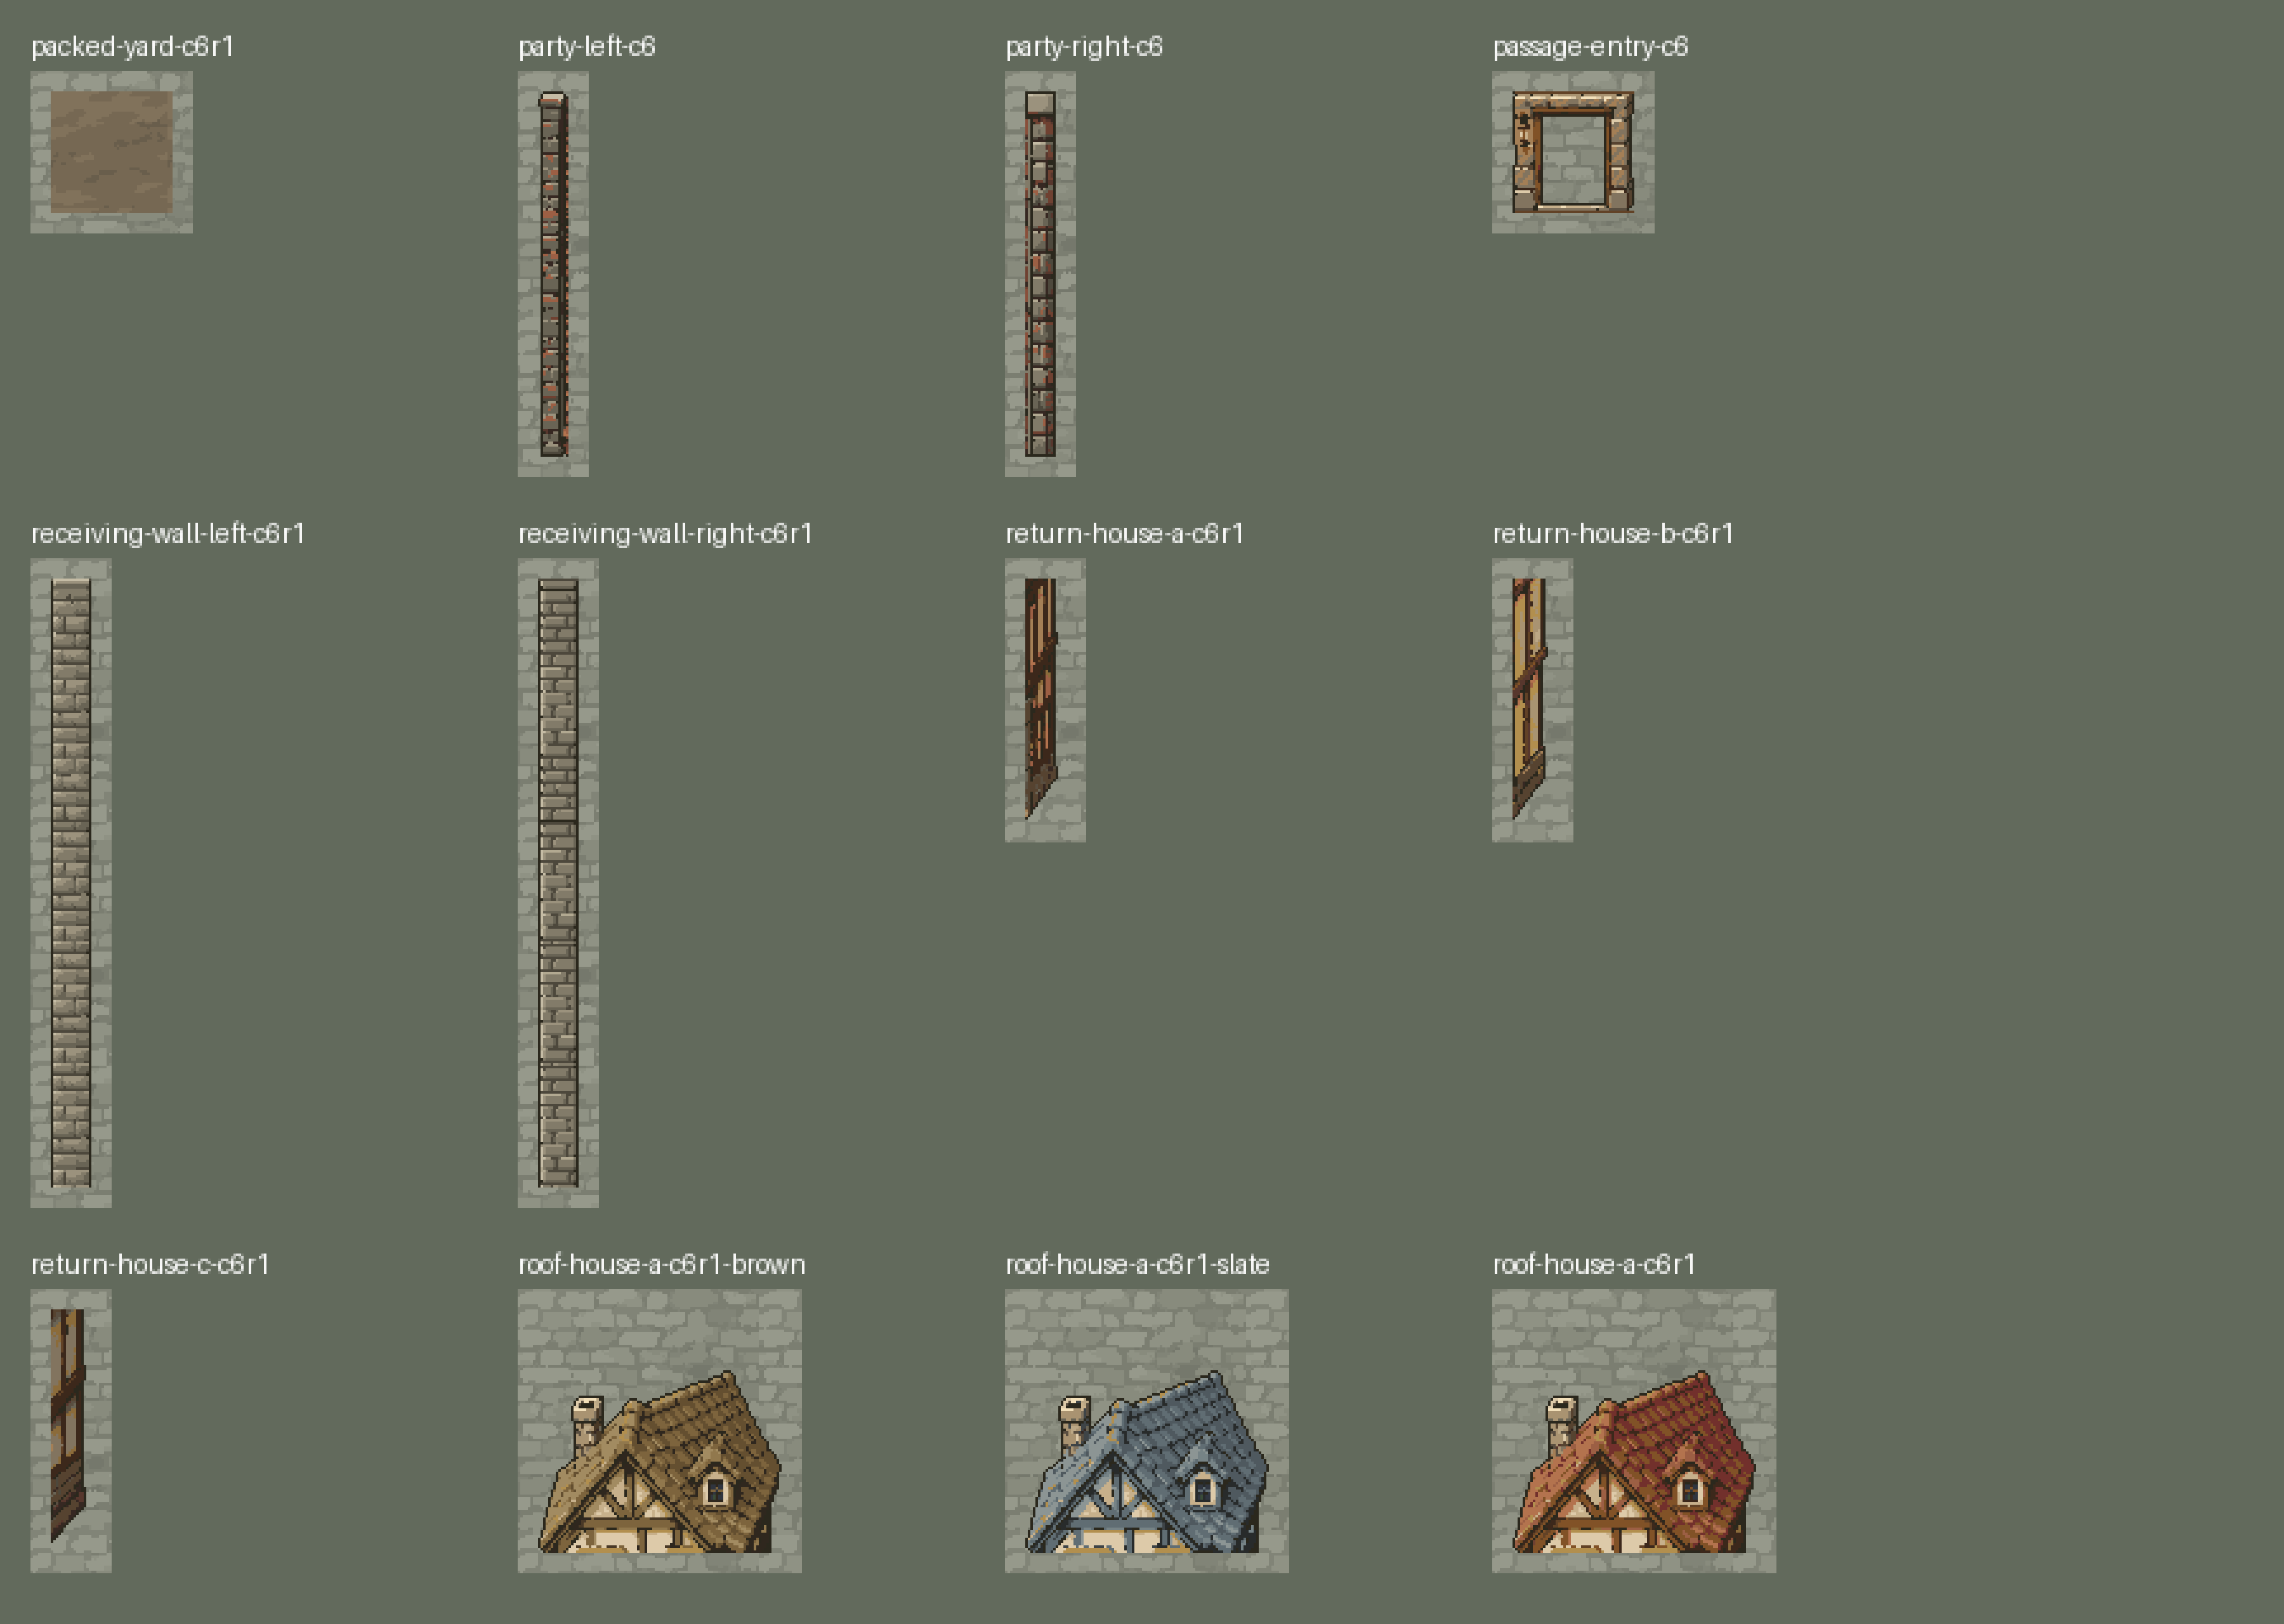 packed-yard-c6r1
party-left-c6
party-right-c6
passage-entry-c6
receiving-wall-left-c6r1
receiving-wall-right-c6r1
return-house-a-c6r1
return-house-b-c6r1
return-house-c-c6r1
roof-house-a-c6r1-brown
roof-house-a-c6r1-slate
roof-house-a-c6r1